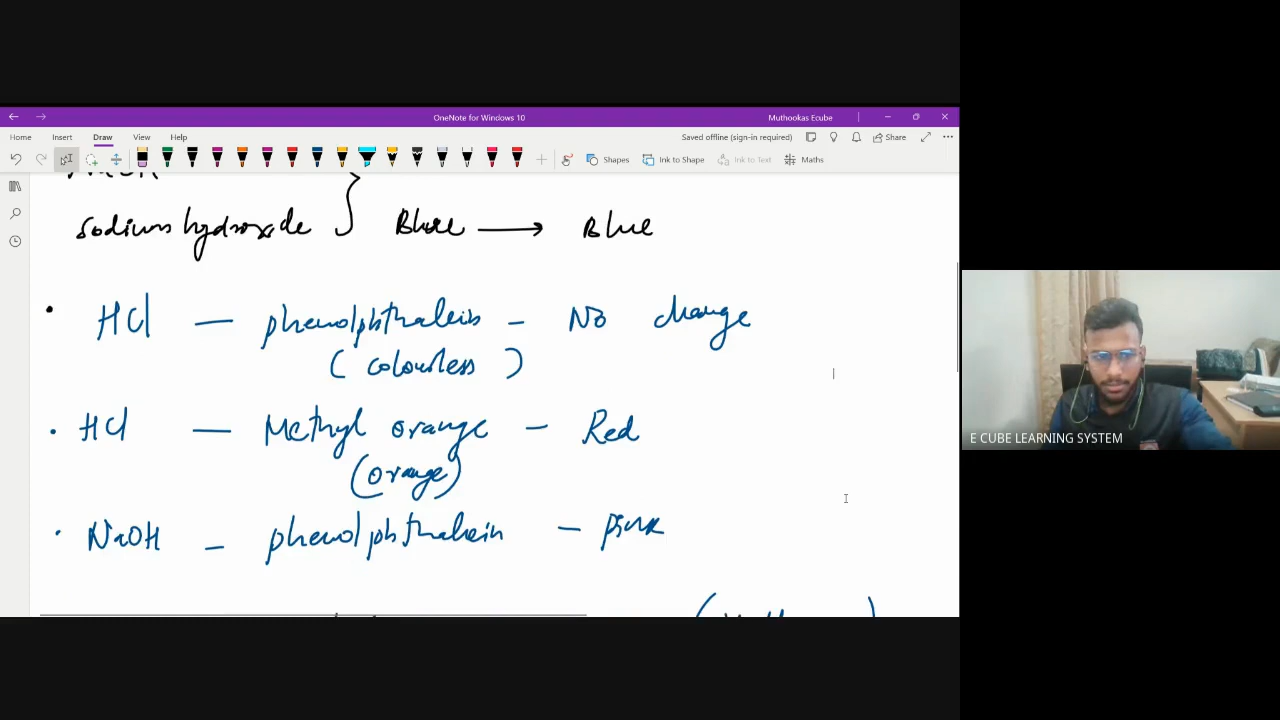 OneNote for Windows 10
Muthookas Ecube
Home Insert Draw View Help
Saved offline (sign-in required)
Share
Shapes
Ink to Shape
Ink to Text
Maths
NaOH
Sodium hydroxide } Blue → Blue
• HCl — phenolphthalein – No change
(colourless)
• HCl — Methyl orange – Red
(orange)
• NaOH – phenolphthalein – pink
E CUBE LEARNING SYSTEM